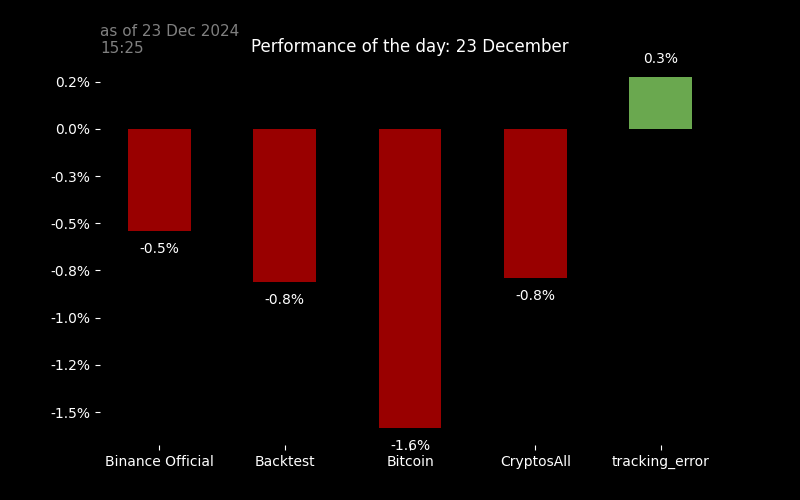 as of 23 Dec 2024
15:25
Performance of the day: 23 December
0.3%
0.2%
0.0%
-0.3%
-0.5%
-0.8%
-1.0%
-1.2%
-1.5%
-0.5%
-0.8%
-1.6%
-0.8%
Binance Official
Backtest
Bitcoin
CryptosAll
tracking_error